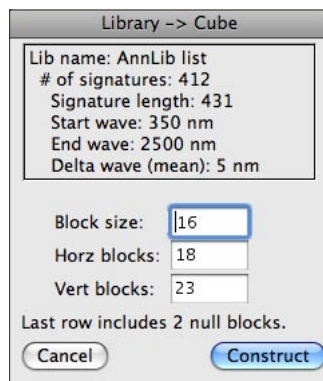 Library -> Cube
Lib name: AnnLib list
# of signatures: 412
Signature length: 431
Start wave: 350 nm
End wave: 2500 nm
Delta wave (mean): 5 nm
Block size: 16
Horz blocks: 18
Vert blocks: 23
Last row includes 2 null blocks.
Cancel Construct